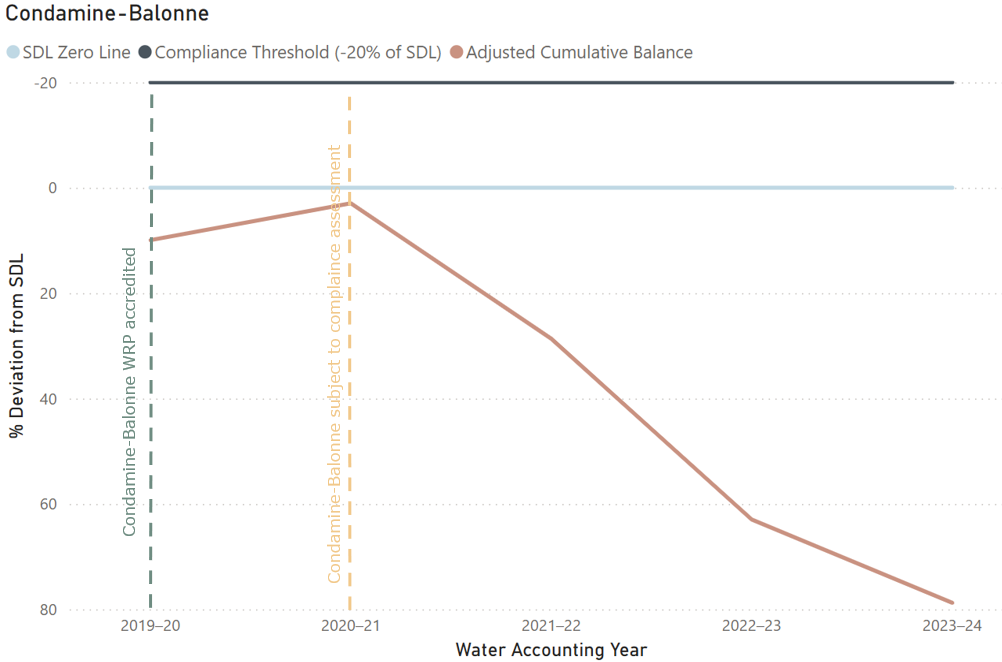 Condamine-Balonne
SDL Zero Line Compliance Threshold (-20% of SDL) Adjusted Cumulative Balance
-20
0
20
40
60
80
% Deviation from SDL
Condamine-Balonne WRP accredited
Condamine-Balonne subject to complaince assessment
2019–20 2020–21 2021–22 2022–23 2023–24
Water Accounting Year